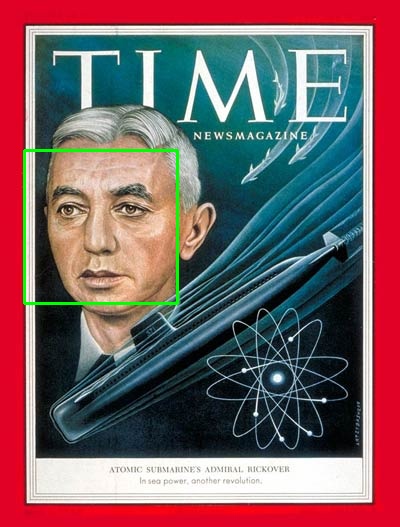 TIME
NEWSMAGAZINE
ATOMIC SUBMARINE'S ADMIRAL RICKOVER
In sea power, another revolution.